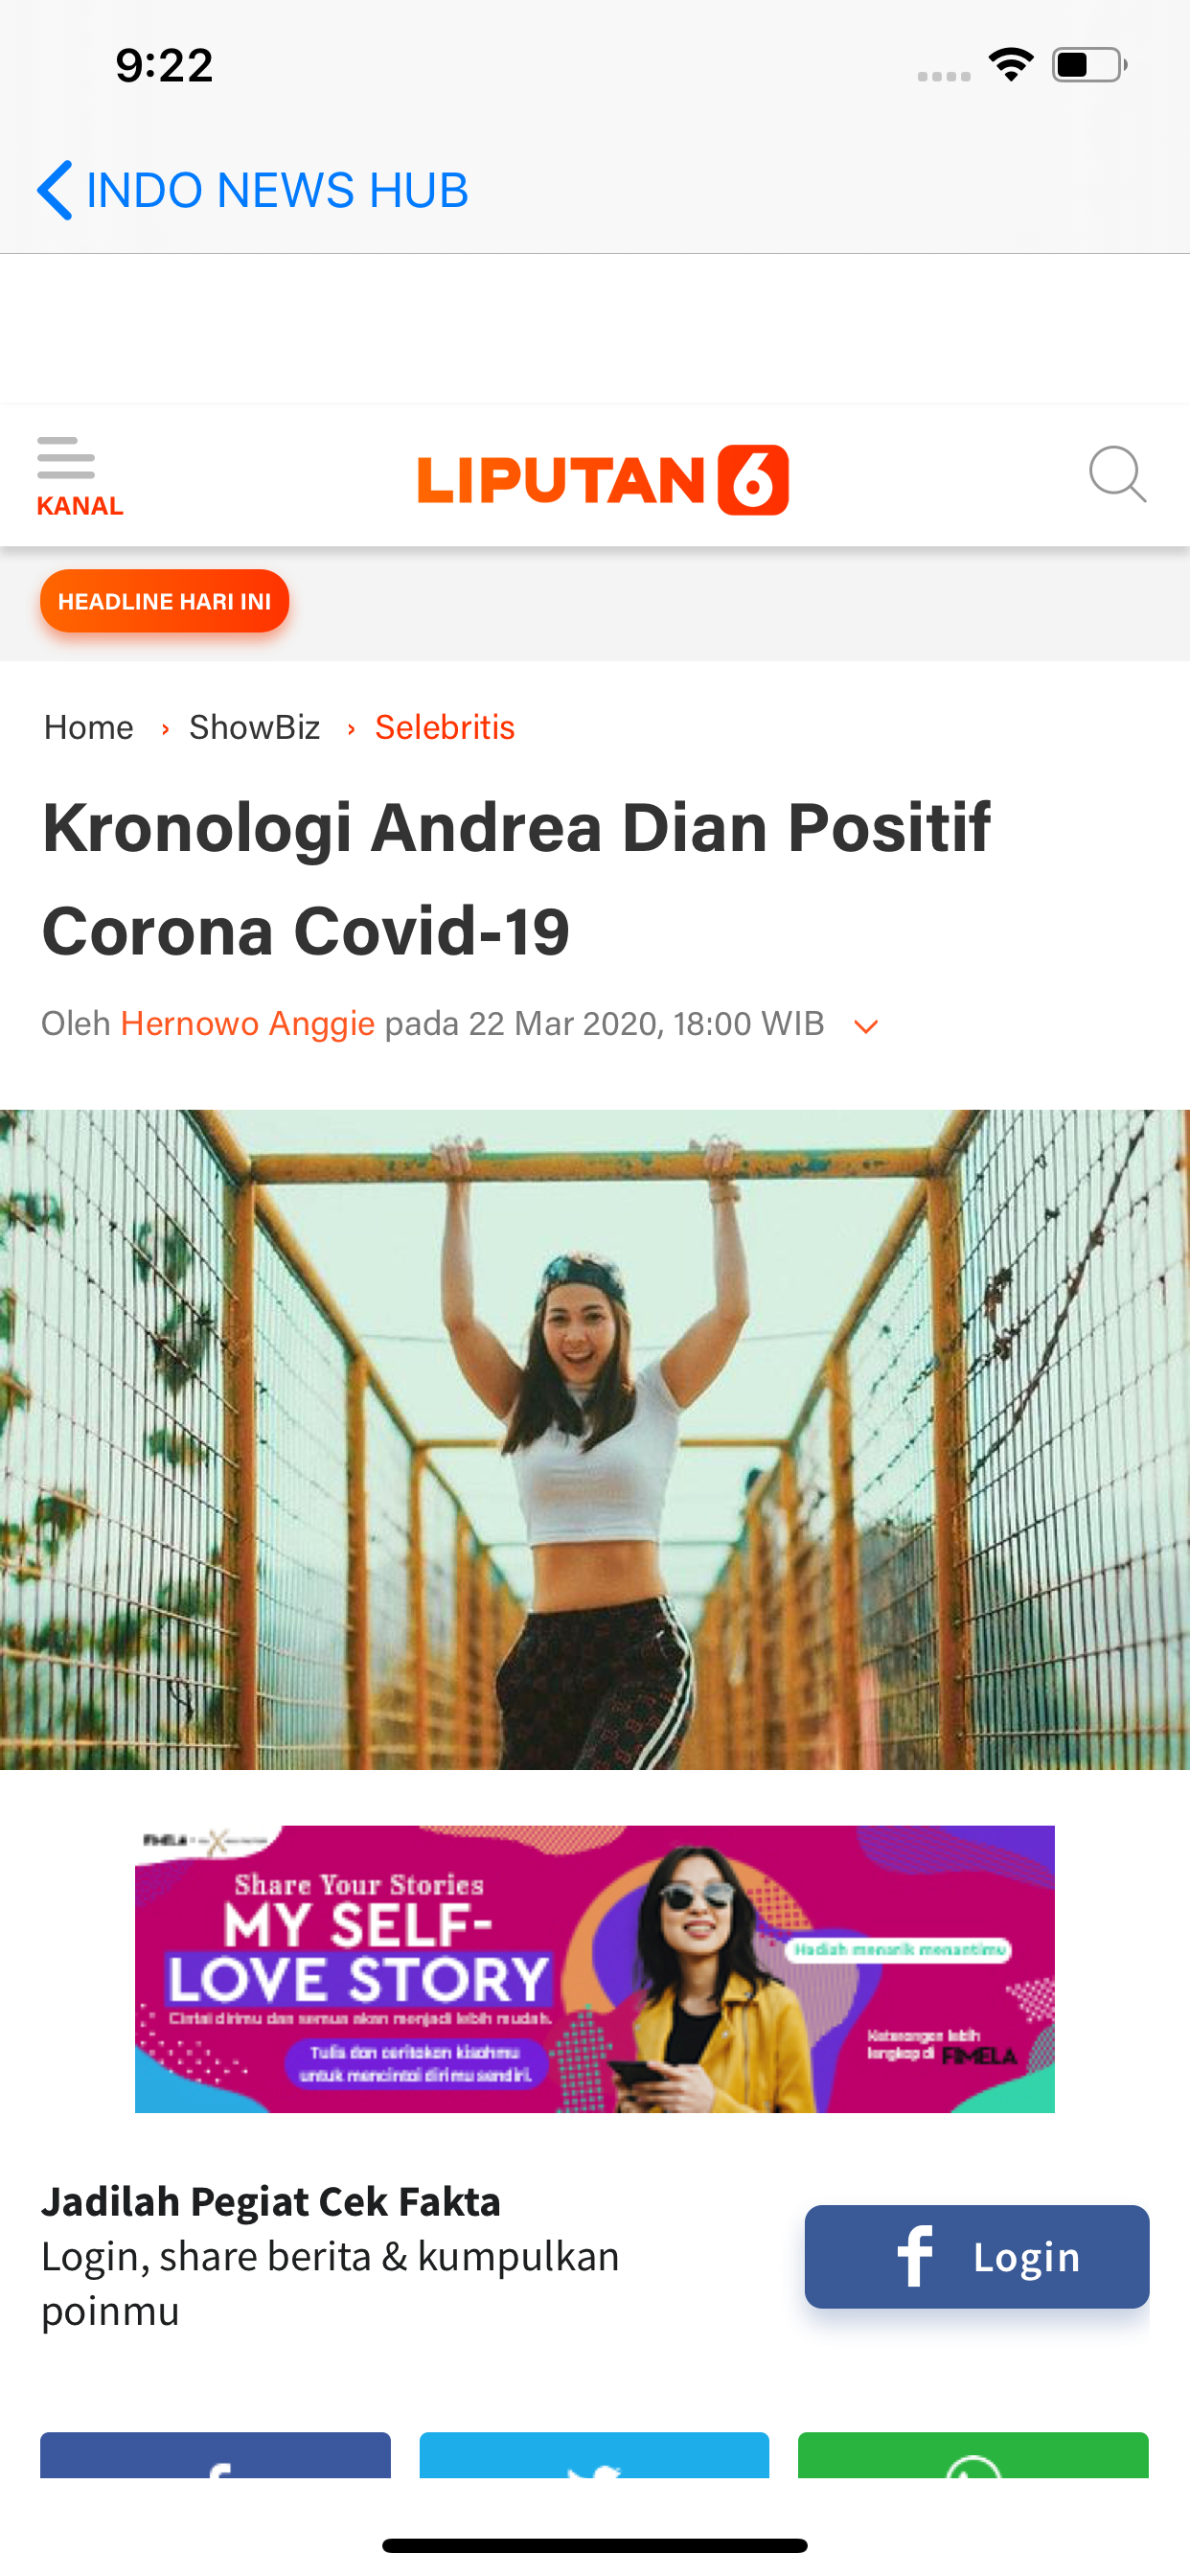 9:22
INDO NEWS HUB
KANAL
LIPUTAN 6
HEADLINE HARI INI
Home › ShowBiz › Selebritis
Kronologi Andrea Dian Positif
Corona Covid-19
Oleh Hernowo Anggie pada 22 Mar 2020, 18:00 WIB
FIMELA
Share Your Stories
MY SELF-
LOVE STORY
Hadiah menarik menantimu
Cintai dirimu dan semua akan menjadi lebih mudah.
Tulis dan ceritakan kisahmu
untuk mencintai dirimu sendiri.
Keterangan lebih
lengkap di FIMELA
Jadilah Pegiat Cek Fakta
Login, share berita & kumpulkan
poinmu
f Login